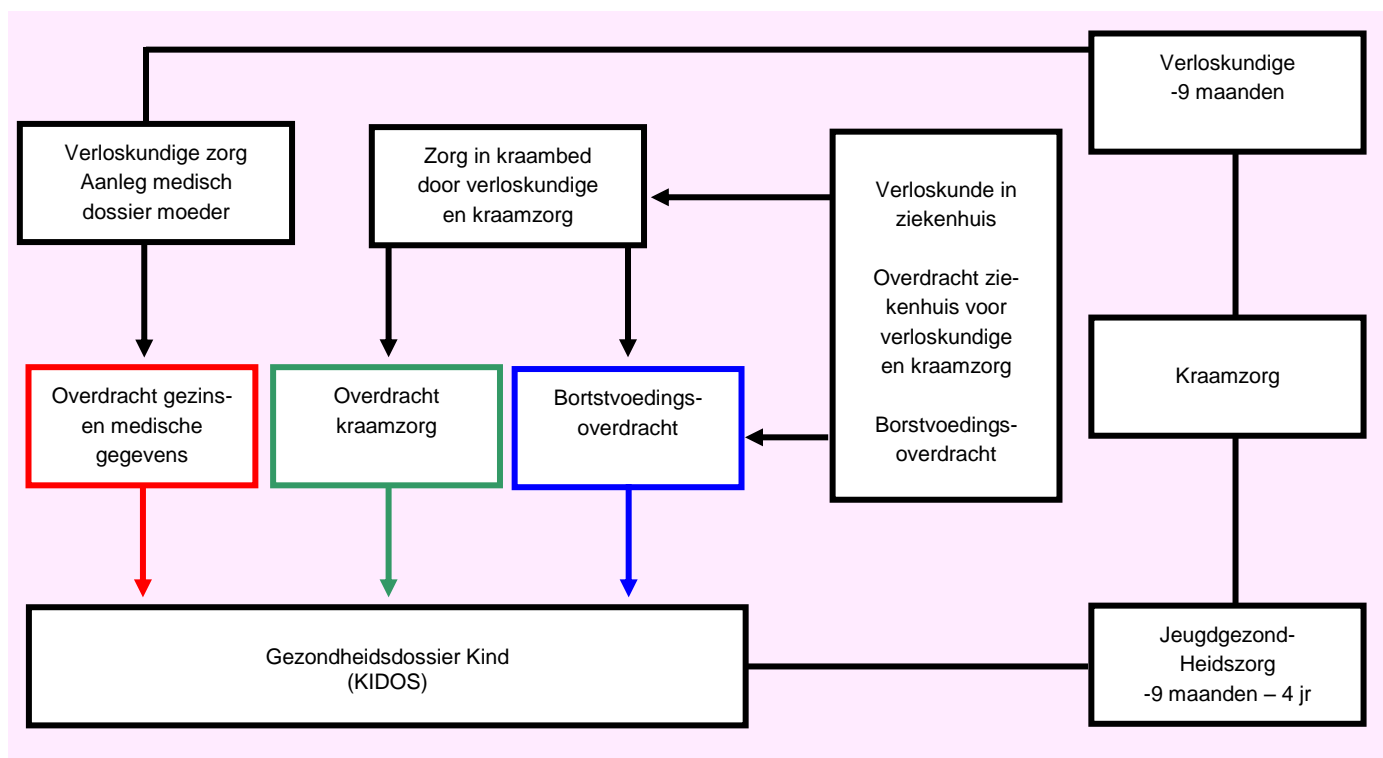 Verloskundige
-9 maanden
Verloskundige zorg
Aanleg medisch
dossier moeder
Zorg in kraambed
door verloskundige
en kraamzorg
Verloskunde in
ziekenhuis
Overdracht zie-
kenhuis voor
verloskundige
en kraamzorg
Borstvoedings-
overdracht
Kraamzorg
Overdracht gezins-
en medische
gegevens
Overdracht
kraamzorg
Bortstvoedings-
overdracht
Gezondheidsdossier Kind
(KIDOS)
Jeugdgezond-
Heidszorg
-9 maanden – 4 jr